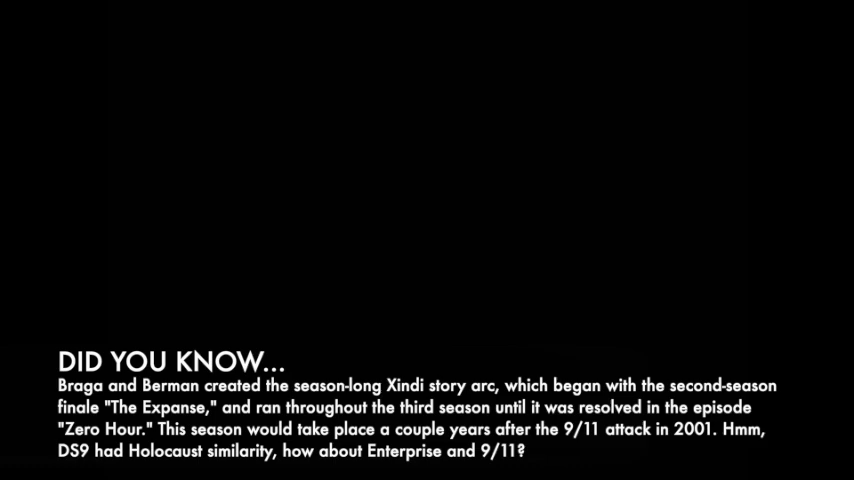 DID YOU KNOW...
Braga and Berman created the season-long Xindi story arc, which began with the second-season
finale "The Expanse," and ran throughout the third season until it was resolved in the episode
"Zero Hour." This season would take place a couple years after the 9/11 attack in 2001. Hmm,
DS9 had Holocaust similarity, how about Enterprise and 9/11?